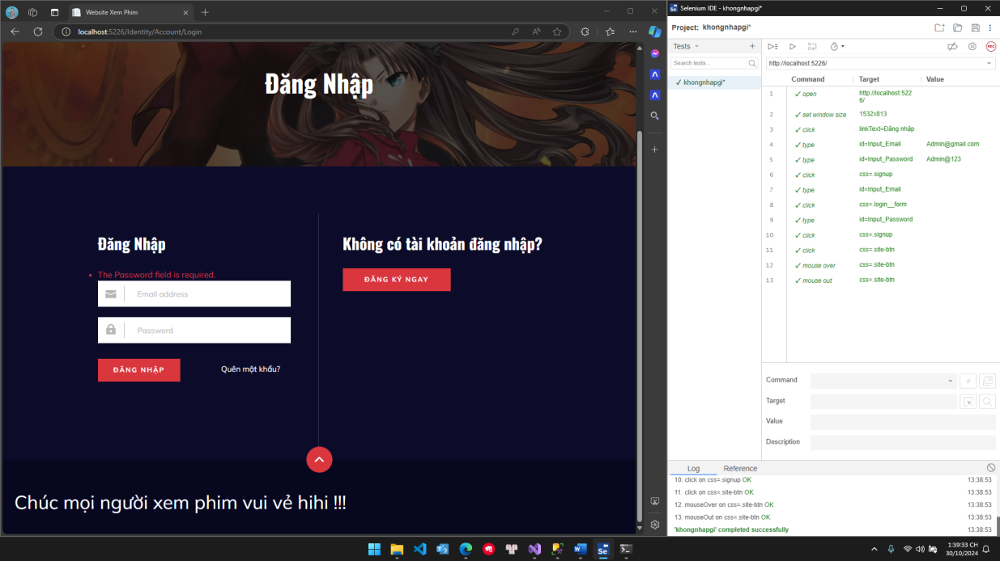 Website Xem Phim
localhost:5226/Identity/Account/Login
Đăng Nhập
Đăng Nhập
The Password field is required.
Email address
Password
ĐĂNG NHẬP
Quên mật khẩu?
Không có tài khoản đăng nhập?
ĐĂNG KÝ NGAY
Chúc mọi người xem phim vui vẻ hihi !!!
Selenium IDE - khongnhapgi*
Project: khongnhapgi*
Tests
Search tests...
✓ khongnhapgi*
REC
http://localhost:5226/
Command Target Value
1 ✓ open http://localhost:522
6/
2 ✓ set window size 1532x813
3 ✓ click linkText=Đăng nhập
4 ✓ type id=Input_Email Admin@gmail.com
5 ✓ type id=Input_Password Admin@123
6 ✓ click css=.signup
7 ✓ type id=Input_Email
8 ✓ click css=.login__form
9 ✓ type id=Input_Password
10 ✓ click css=.signup
11 ✓ click css=.site-btn
12 ✓ mouse over css=.site-btn
13 ✓ mouse out css=.site-btn
Command //
Target
Value
Description
Log Reference
10. click on css=.signup OK 13:38:53
11. click on css=.site-btn OK 13:38:53
12. mouseOver on css=.site-btn OK 13:38:53
13. mouseOut on css=.site-btn OK 13:38:53
'khongnhapgi' completed successfully 13:38:53
1:39:33 CH
30/10/2024